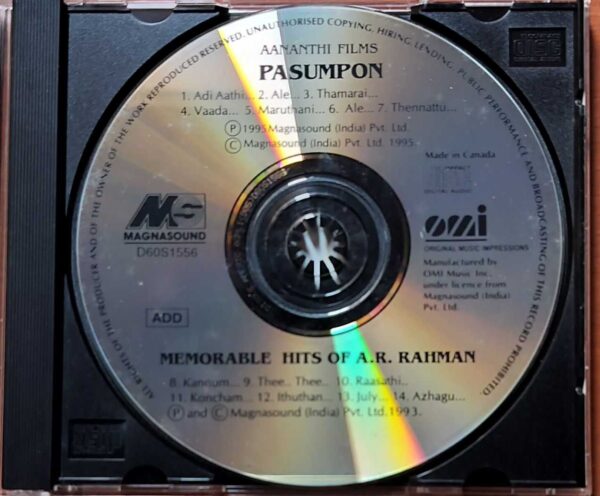 ALL RIGHTS OF THE PRODUCER AND OF THE OWNER OF THE WORK REPRODUCED RESERVED. UNAUTHORISED COPYING, HIRING, LENDING, PUBLIC PERFORMANCE AND BROADCASTING OF THIS RECORD PROHIBITED.
AANANTHI FILMS
PASUMPON
1. Adi Aathi... 2. Ale... 3. Thamarai...
4. Vaada... 5. Maruthani... 6. Ale... 7. Thennattu...
Ⓟ 1995 Magnasound (India) Pvt. Ltd.
© Magnasound (India) Pvt. Ltd. 1995.
Made in Canada
COMPACT
disc
DIGITAL AUDIO
MS
MAGNASOUND
D60S1556
OMI
ORIGINAL MUSIC IMPRESSIONS
Manufactured by
OMI Music Inc.
under licence from
Magnasound (India)
Pvt. Ltd.
ADD
MEMORABLE HITS OF A.R. RAHMAN
8. Kannum... 9. Thee.. Thee.. 10. Raasathi..
11. Koncham... 12. Ithuthan... 13. July... 14. Azhagu...
Ⓟ and © Magnasound (India) Pvt. Ltd. 1993.